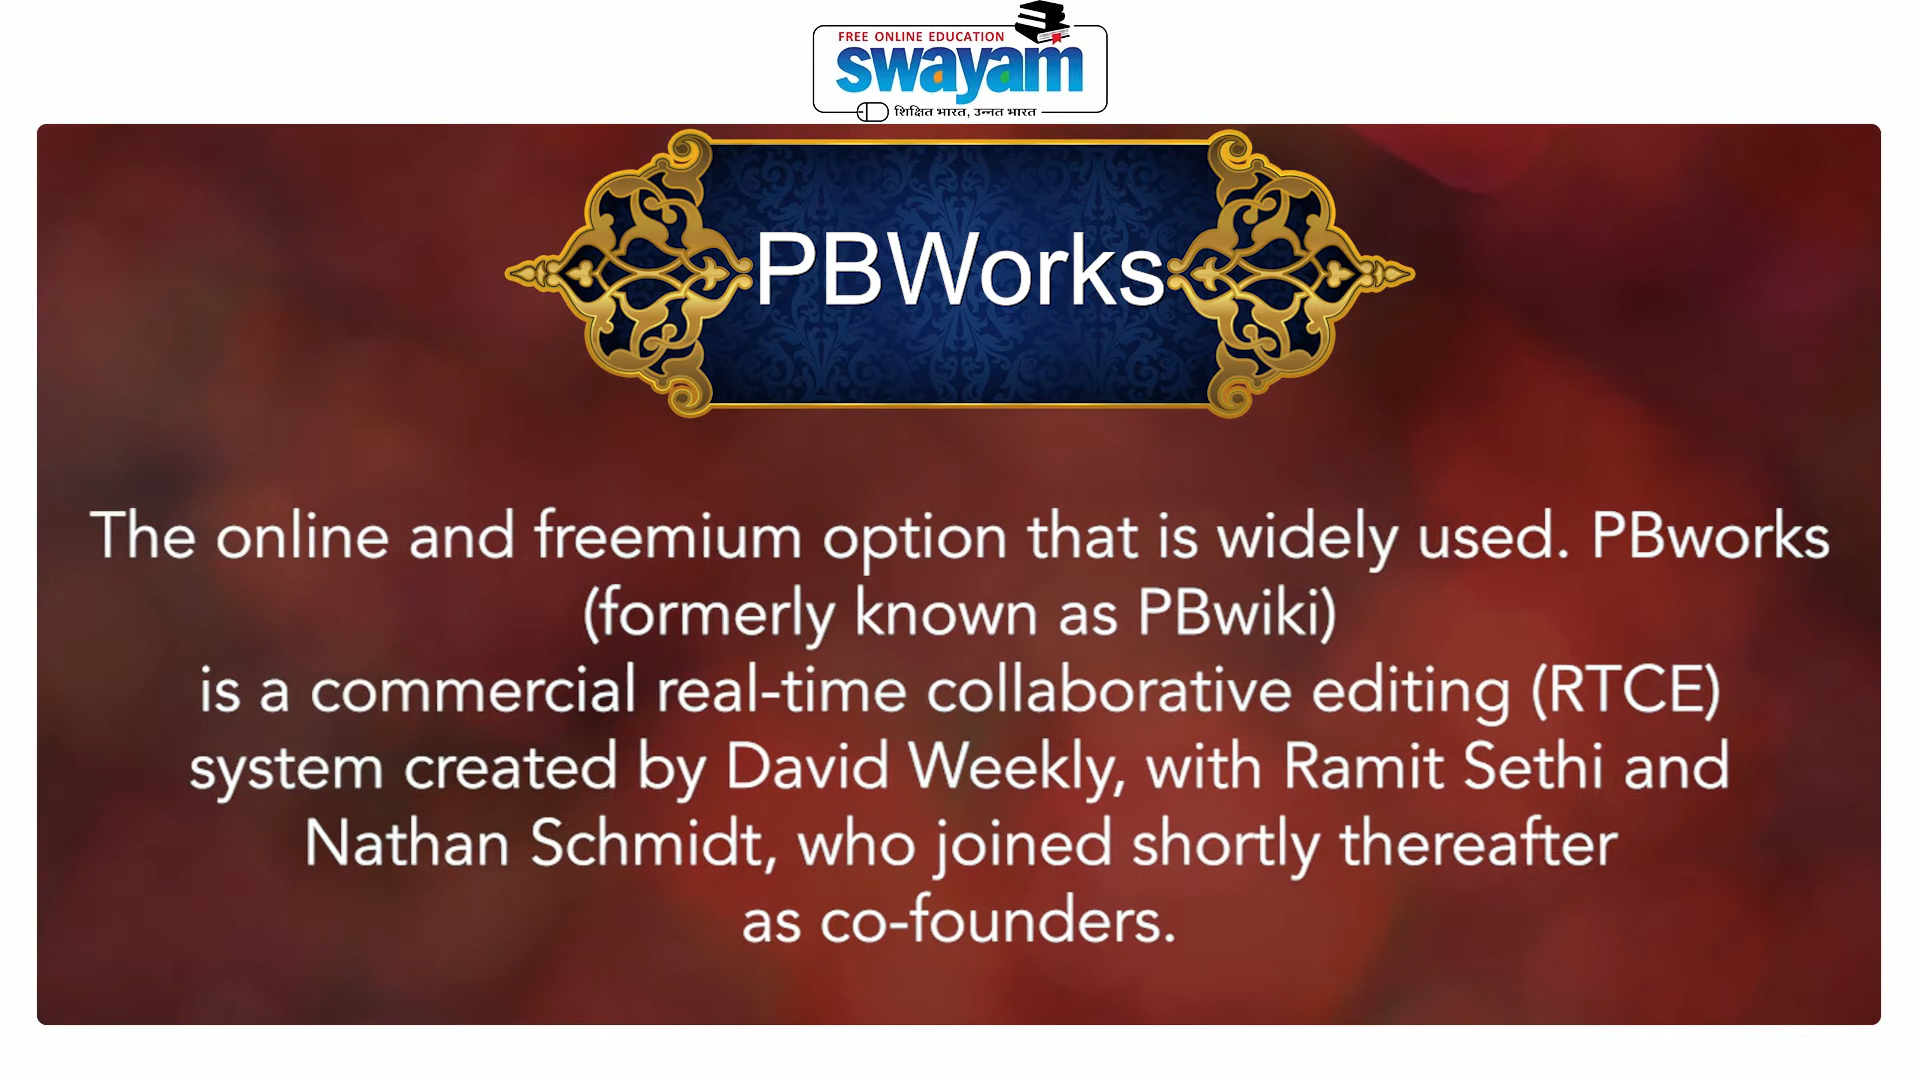 FREE ONLINE EDUCATION
swayam
शिक्षित भारत, उन्नत भारत
PBWorks
The online and freemium option that is widely used. PBworks
(formerly known as PBwiki)
is a commercial real-time collaborative editing (RTCE)
system created by David Weekly, with Ramit Sethi and
Nathan Schmidt, who joined shortly thereafter
as co-founders.